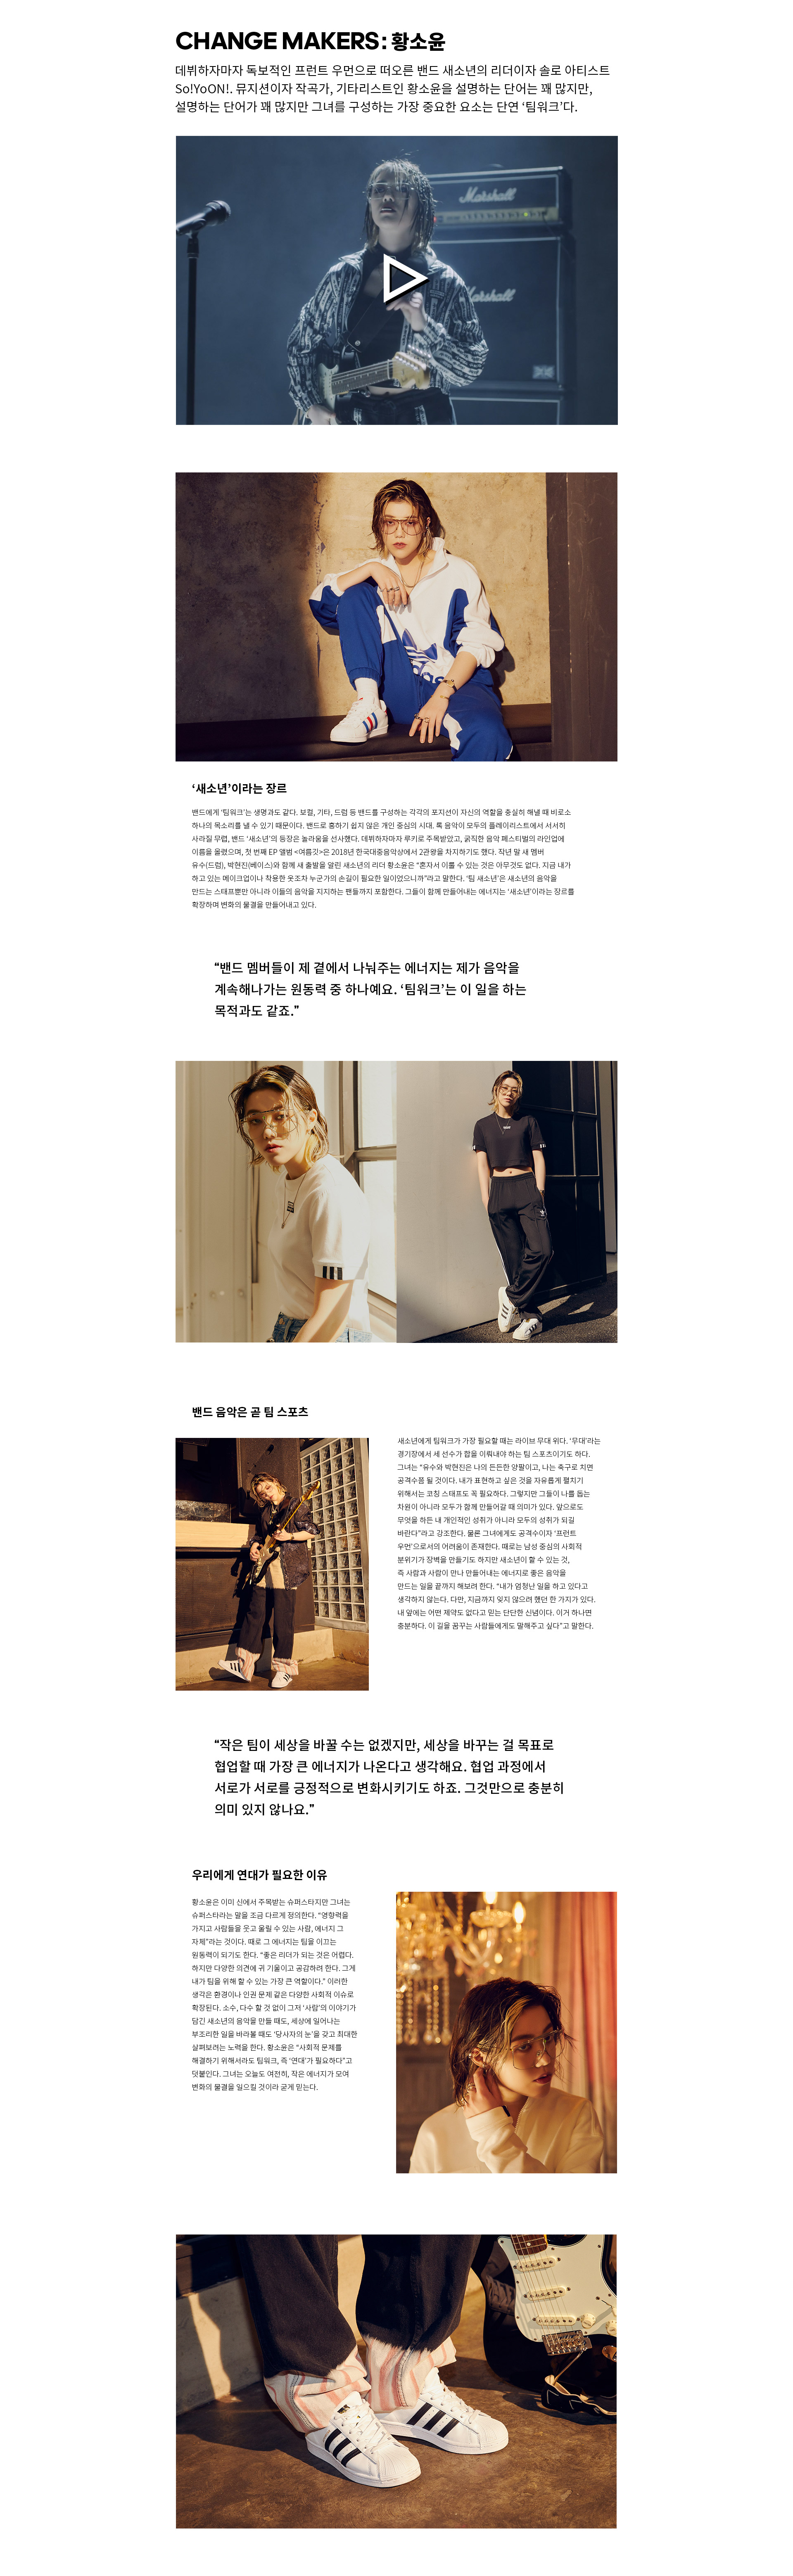 CHANGE MAKERS: 황소윤
데뷔하자마자 독보적인 프런트 우먼으로 떠오른 밴드 새소년의 리더이자 솔로 아티스트
So!YoON!. 뮤지션이자 작곡가, 기타리스트인 황소윤을 설명하는 단어는 꽤 많지만,
설명하는 단어가 꽤 많지만 그녀를 구성하는 가장 중요한 요소는 단연 ‘팀워크’다.
Marshall
Marshall
‘새소년’이라는 장르
밴드에게 ‘팀워크’는 생명과도 같다. 보컬, 기타, 드럼 등 밴드를 구성하는 각각의 포지션이 자신의 역할을 충실히 해낼 때 비로소
하나의 목소리를 낼 수 있기 때문이다. 밴드로 흥하기 쉽지 않은 개인 중심의 시대. 록 음악이 모두의 플레이리스트에서 서서히
사라질 무렵, 밴드 ‘새소년’의 등장은 놀라움을 선사했다. 데뷔하자마자 루키로 주목받았고, 굵직한 음악 페스티벌의 라인업에
이름을 올렸으며, 첫 번째 EP 앨범 <여름깃>은 2018년 한국대중음악상에서 2관왕을 차지하기도 했다. 작년 말 새 멤버
유수(드럼), 박현진(베이스)와 함께 새 출발을 알린 새소년의 리더 황소윤은 “혼자서 이룰 수 있는 것은 아무것도 없다. 지금 내가
하고 있는 메이크업이나 착용한 옷조차 누군가의 손길이 필요한 일이었으니까”라고 말한다. ‘팀 새소년’은 새소년의 음악을
만드는 스태프뿐만 아니라 이들의 음악을 지지하는 팬들까지 포함한다. 그들이 함께 만들어내는 에너지는 ‘새소년’이라는 장르를
확장하며 변화의 물결을 만들어내고 있다.
“밴드 멤버들이 제 곁에서 나눠주는 에너지는 제가 음악을
계속해나가는 원동력 중 하나예요. ‘팀워크’는 이 일을 하는
목적과도 같죠.”
밴드 음악은 곧 팀 스포츠
새소년에게 팀워크가 가장 필요할 때는 라이브 무대 위다. ‘무대’라는
경기장에서 세 선수가 합을 이뤄내야 하는 팀 스포츠이기도 하다.
그녀는 “유수와 박현진은 나의 든든한 양팔이고, 나는 축구로 치면
공격수쯤 될 것이다. 내가 표현하고 싶은 것을 자유롭게 펼치기
위해서는 코칭 스태프도 꼭 필요하다. 그렇지만 그들이 나를 돕는
차원이 아니라 모두가 함께 만들어갈 때 의미가 있다. 앞으로도
무엇을 하든 내 개인적인 성취가 아니라 모두의 성취가 되길
바란다”라고 강조한다. 물론 그녀에게도 공격수이자 ‘프런트
우먼’으로서의 어려움이 존재한다. 때로는 남성 중심의 사회적
분위기가 장벽을 만들기도 하지만 새소년이 할 수 있는 것,
즉 사람과 사람이 만나 만들어내는 에너지로 좋은 음악을
만드는 일을 끝까지 해보려 한다. “내가 엄청난 일을 하고 있다고
생각하지 않는다. 다만, 지금까지 잊지 않으려 했던 한 가지가 있다.
내 앞에는 어떤 제약도 없다고 믿는 단단한 신념이다. 이거 하나면
충분하다. 이 길을 꿈꾸는 사람들에게도 말해주고 싶다”고 말한다.
“작은 팀이 세상을 바꿀 수는 없겠지만, 세상을 바꾸는 걸 목표로
협업할 때 가장 큰 에너지가 나온다고 생각해요. 협업 과정에서
서로가 서로를 긍정적으로 변화시키기도 하죠. 그것만으로 충분히
의미 있지 않나요.”
우리에게 연대가 필요한 이유
황소윤은 이미 신에서 주목받는 슈퍼스타지만 그녀는
슈퍼스타라는 말을 조금 다르게 정의한다. “영향력을
가지고 사람들을 웃고 울릴 수 있는 사람, 에너지 그
자체”라는 것이다. 때로 그 에너지는 팀을 이끄는
원동력이 되기도 한다. “좋은 리더가 되는 것은 어렵다.
하지만 다양한 의견에 귀 기울이고 공감하려 한다. 그게
내가 팀을 위해 할 수 있는 가장 큰 역할이다.” 이러한
생각은 환경이나 인권 문제 같은 다양한 사회적 이슈로
확장된다. 소수, 다수 할 것 없이 그저 ‘사람’의 이야기가
담긴 새소년의 음악을 만들 때도, 세상에 일어나는
부조리한 일을 바라볼 때도 ‘당사자의 눈’을 갖고 최대한
살펴보려는 노력을 한다. 황소윤은 “사회적 문제를
해결하기 위해서라도 팀워크, 즉 ‘연대’가 필요하다”고
덧붙인다. 그녀는 오늘도 여전히, 작은 에너지가 모여
변화의 물결을 일으킬 것이라 굳게 믿는다.